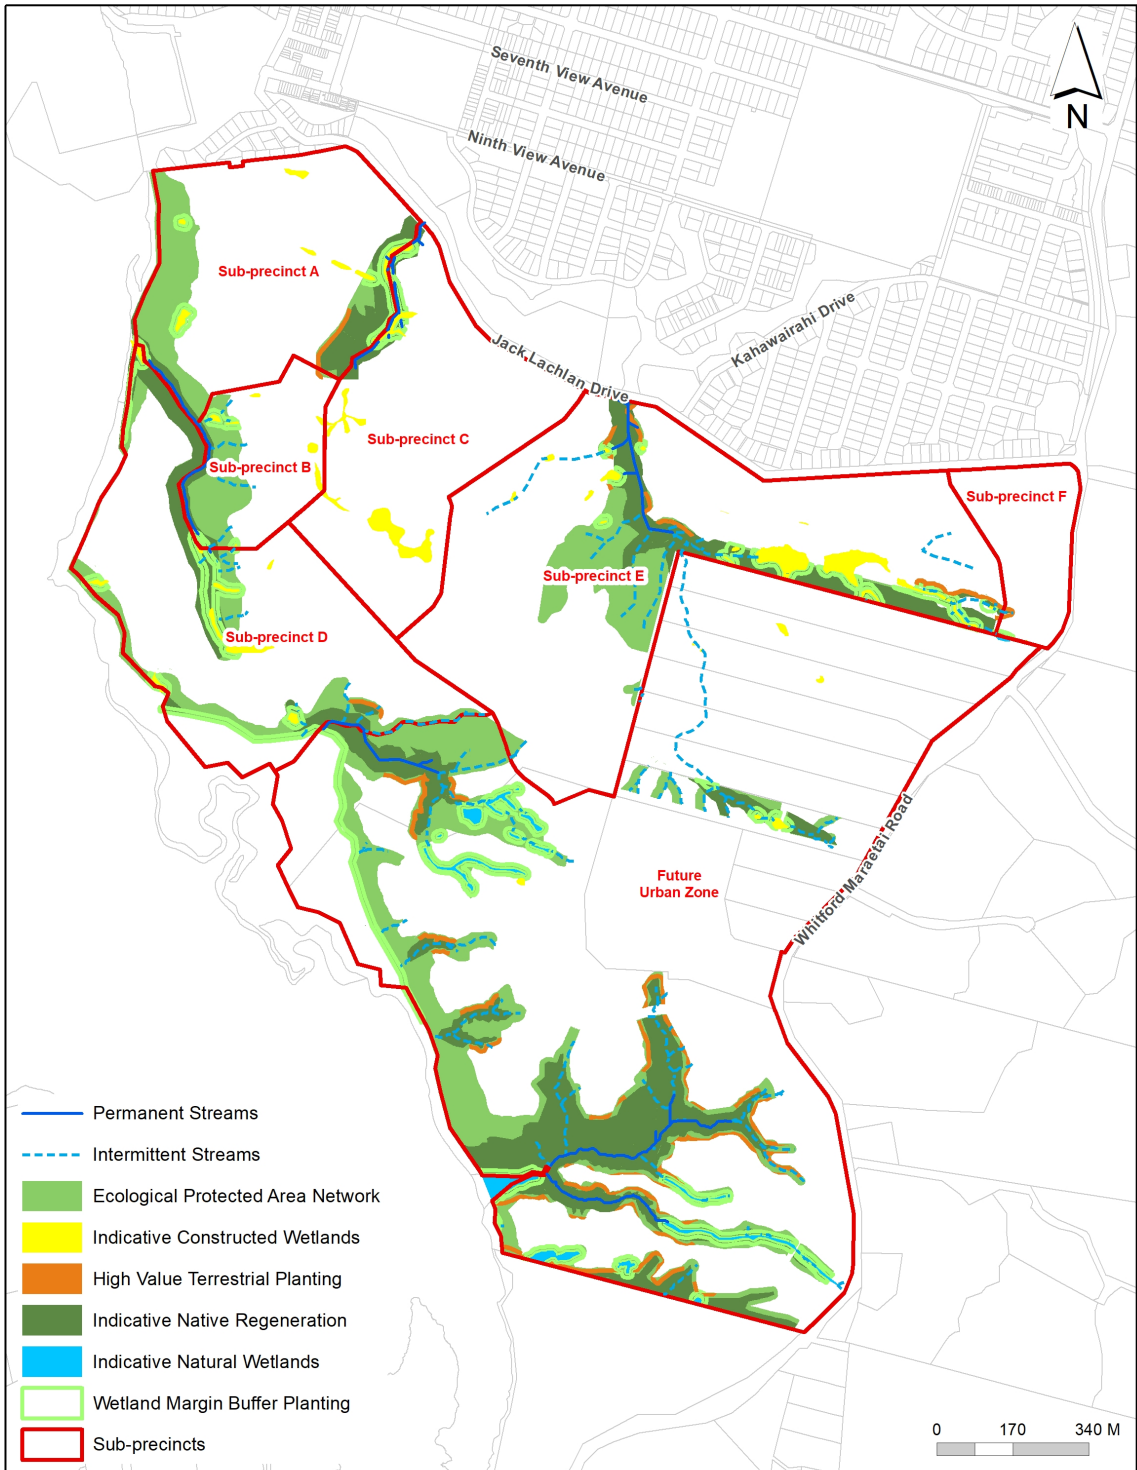 Seventh View Avenue
N
Ninth View Avenue
Sub-precinct A
Kahawairahi Drive
Jack Lachlan Drive
Sub-precinct C
Sub-precinct B
Sub-precinct F
Sub-precinct E
Sub-precinct D
Future
Urban Zone
Whitford Maraetai Road
Permanent Streams
Intermittent Streams
Ecological Protected Area Network
Indicative Constructed Wetlands
High Value Terrestrial Planting
Indicative Native Regeneration
Indicative Natural Wetlands
Wetland Margin Buffer Planting
Sub-precincts
0 170 340 M